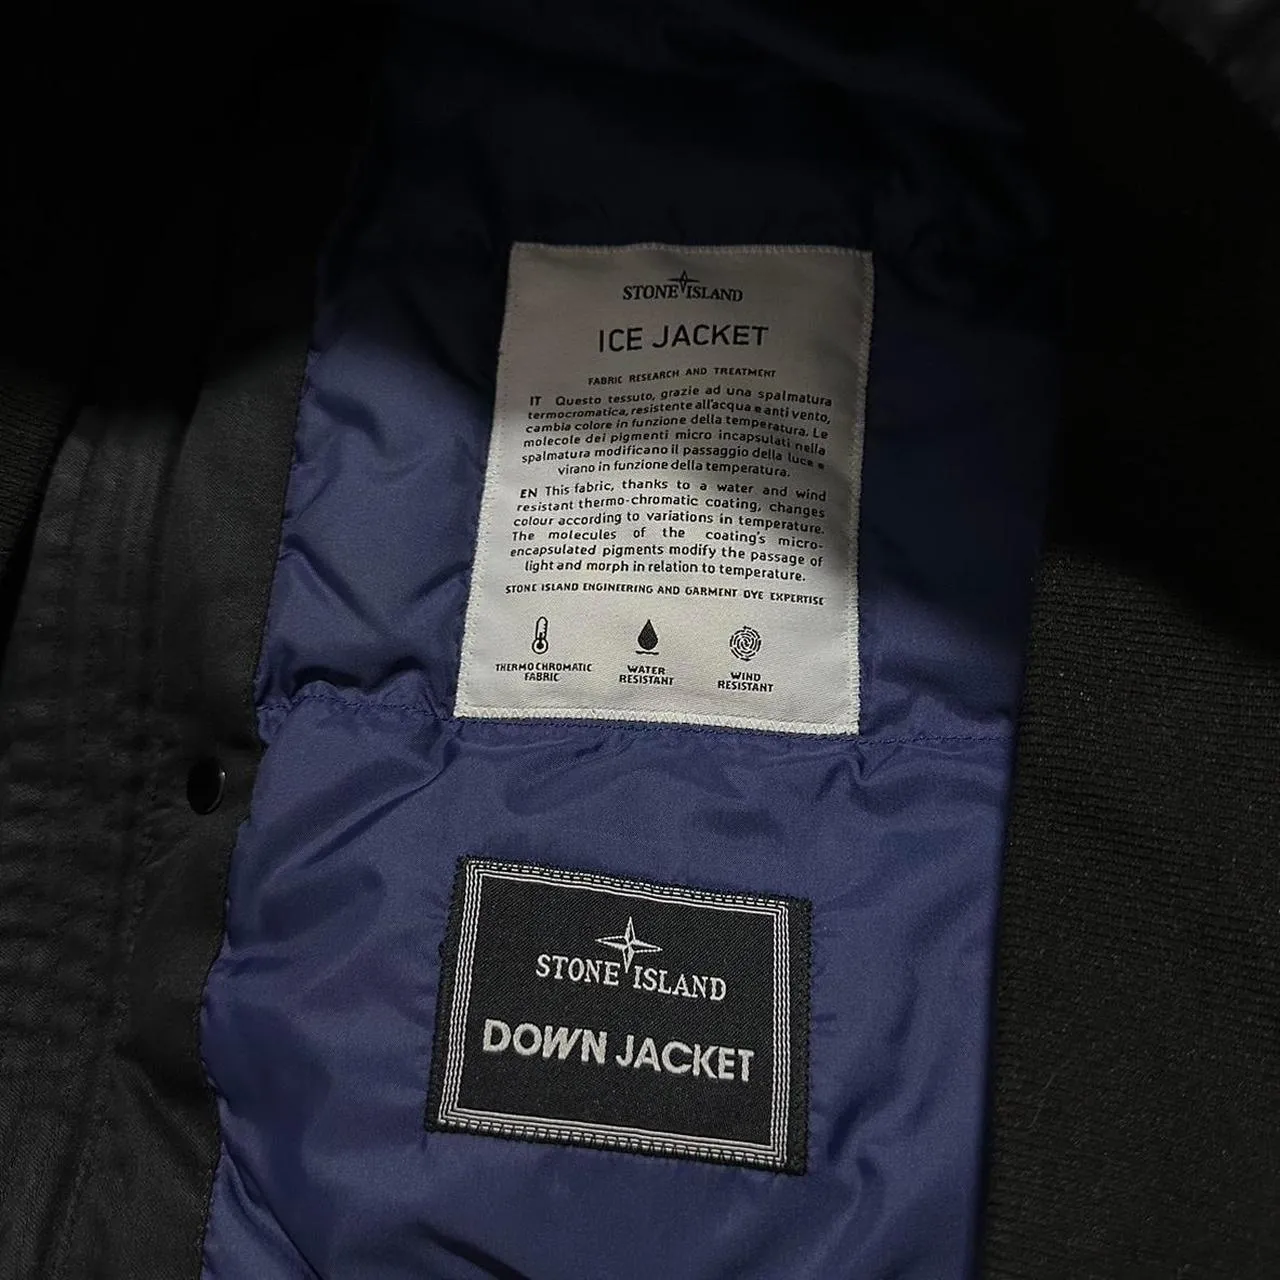 STONE ISLAND
ICE JACKET
FABRIC RESEARCH AND TREATMENT
IT Questo tessuto, grazie ad una spalmatura
termocromatica, resistente all'acqua e anti vento,
cambia colore in funzione della temperatura. Le
molecole dei pigmenti micro incapsulati nella
spalmatura modificano il passaggio della luce e
virano in funzione della temperatura.
EN This fabric, thanks to a water and wind
resistant thermo-chromatic coating, changes
colour according to variations in temperature.
The molecules of the coating's micro-
encapsulated pigments modify the passage of
light and morph in relation to temperature.
STONE ISLAND ENGINEERING AND GARMENT DYE EXPERTISE
THERMOCHROMATIC
FABRIC
WATER
RESISTANT
WIND
RESISTANT
STONE ISLAND
DOWN JACKET